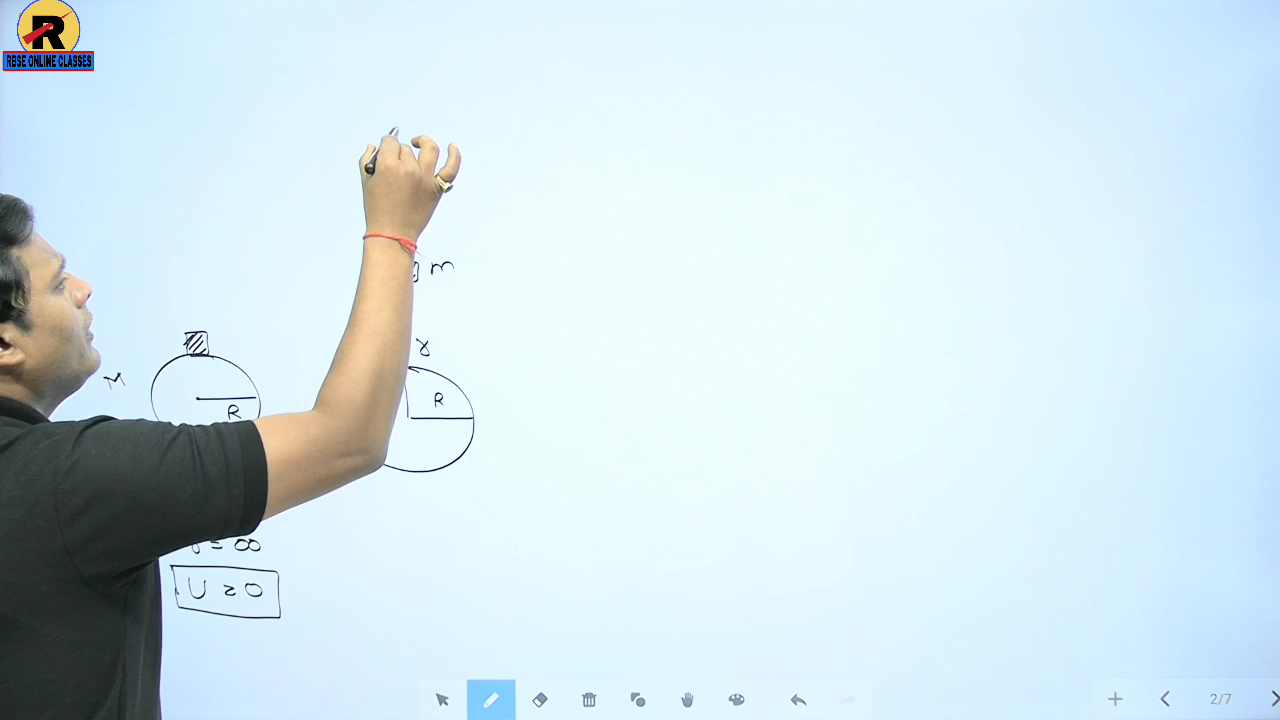 R
RBSE ONLINE CLASSES
m
M
r
R
R
= ∞
U = 0
2/7